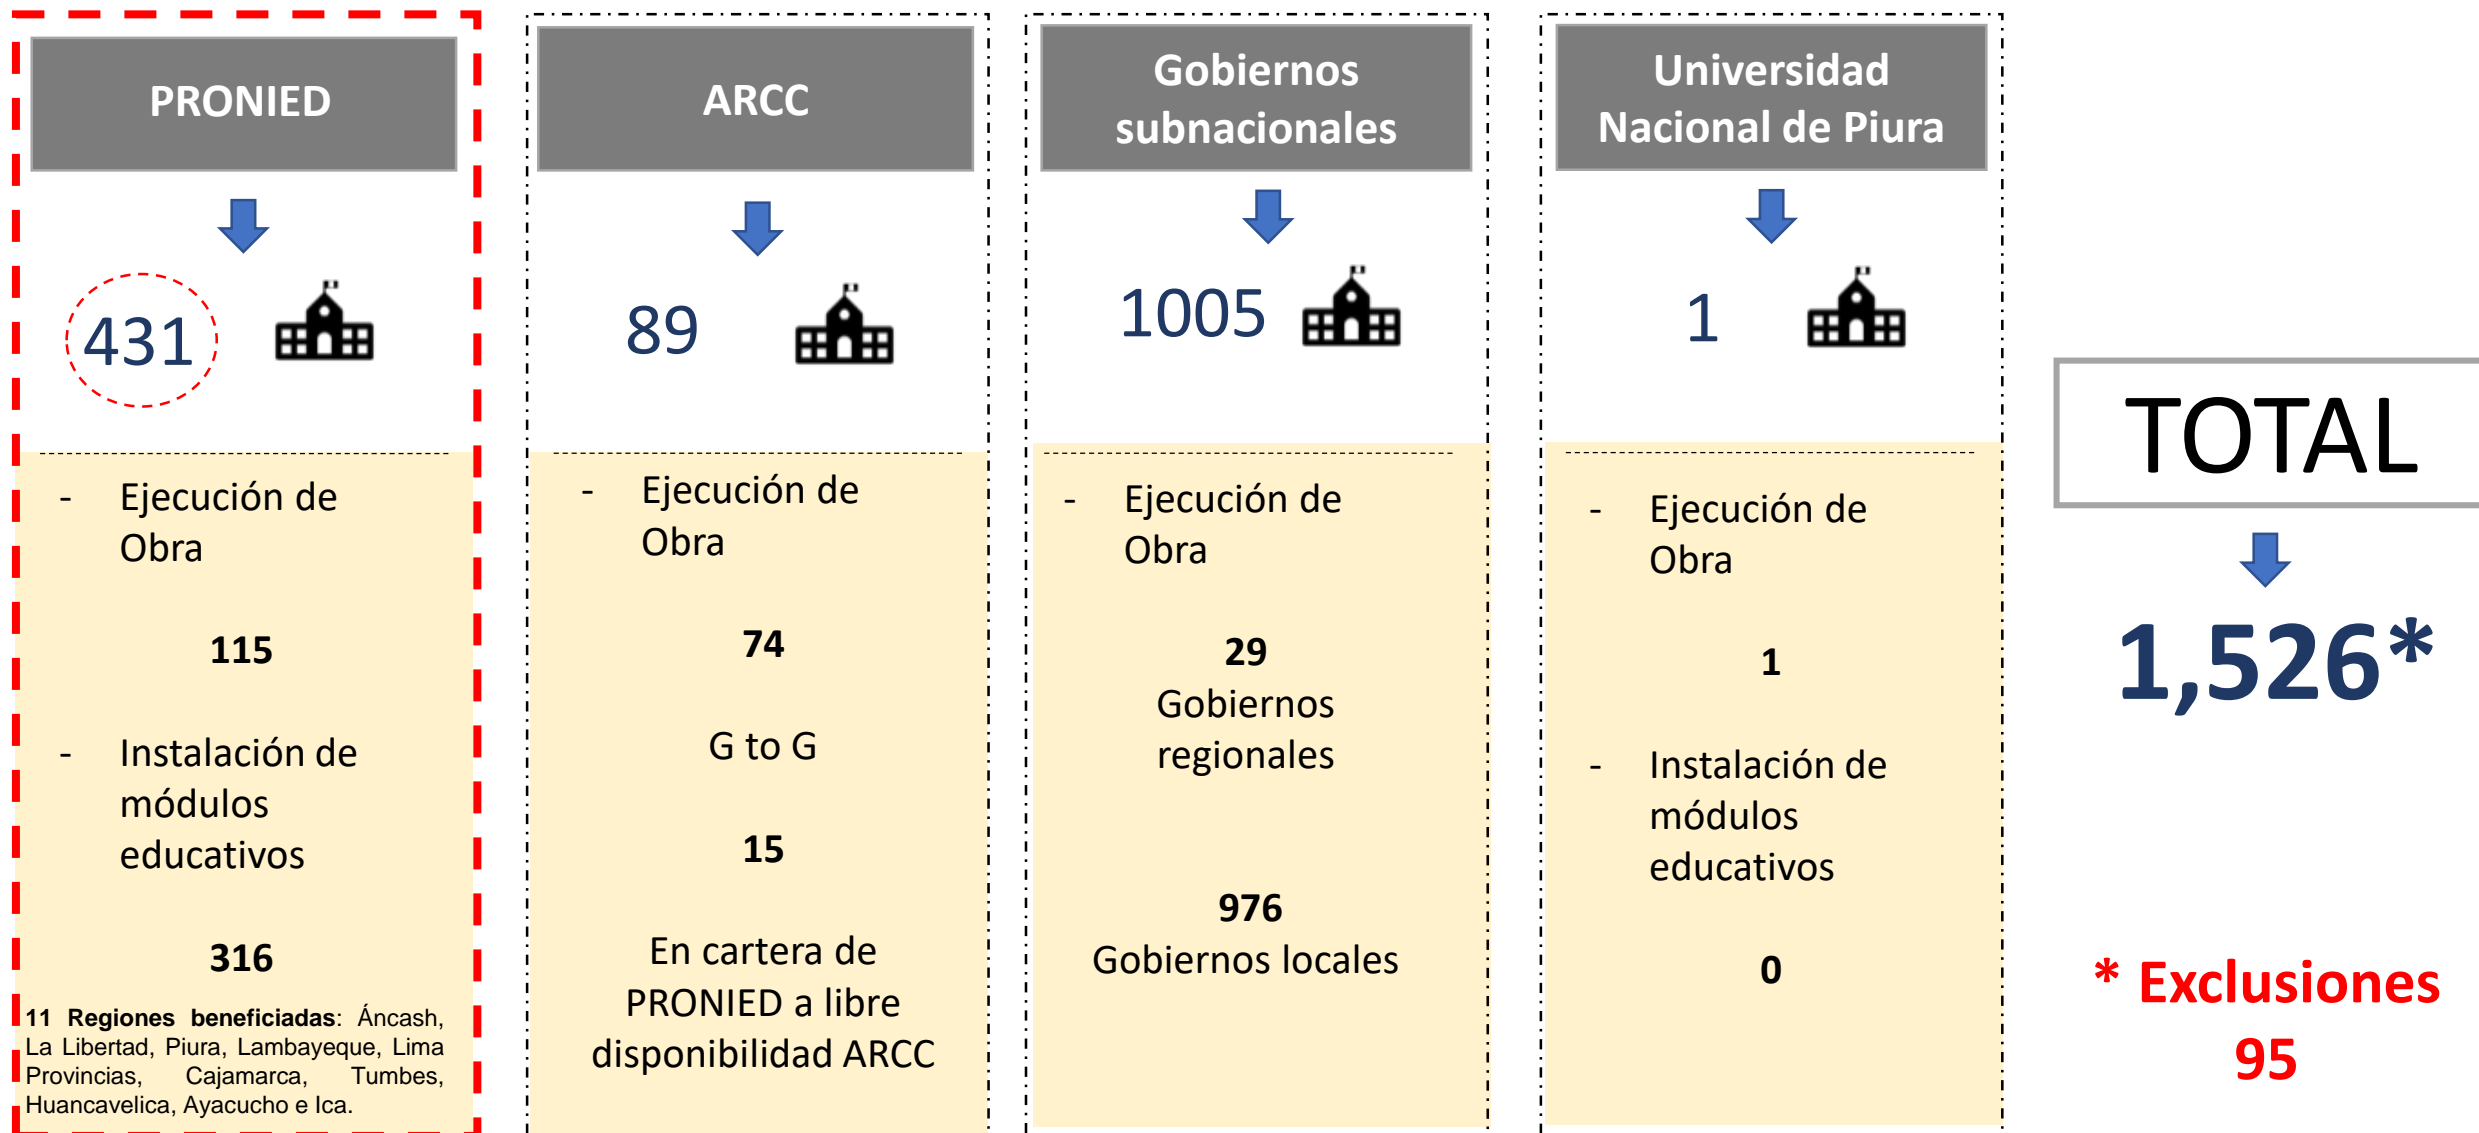 PRONIED
431
- Ejecución de
Obra
115
- Instalación de
módulos
educativos
316
11 Regiones beneficiadas: Áncash,
La Libertad, Piura, Lambayeque, Lima
Provincias, Cajamarca, Tumbes,
Huancavelica, Ayacucho e Ica.
ARCC
89
- Ejecución de
Obra
74
G to G
15
En cartera de
PRONIED a libre
disponibilidad ARCC
Gobiernos
subnacionales
1005
- Ejecución de
Obra
29
Gobiernos
regionales
976
Gobiernos locales
Universidad
Nacional de Piura
1
- Ejecución de
Obra
1
- Instalación de
módulos
educativos
0
TOTAL
1,526*
* Exclusiones
95